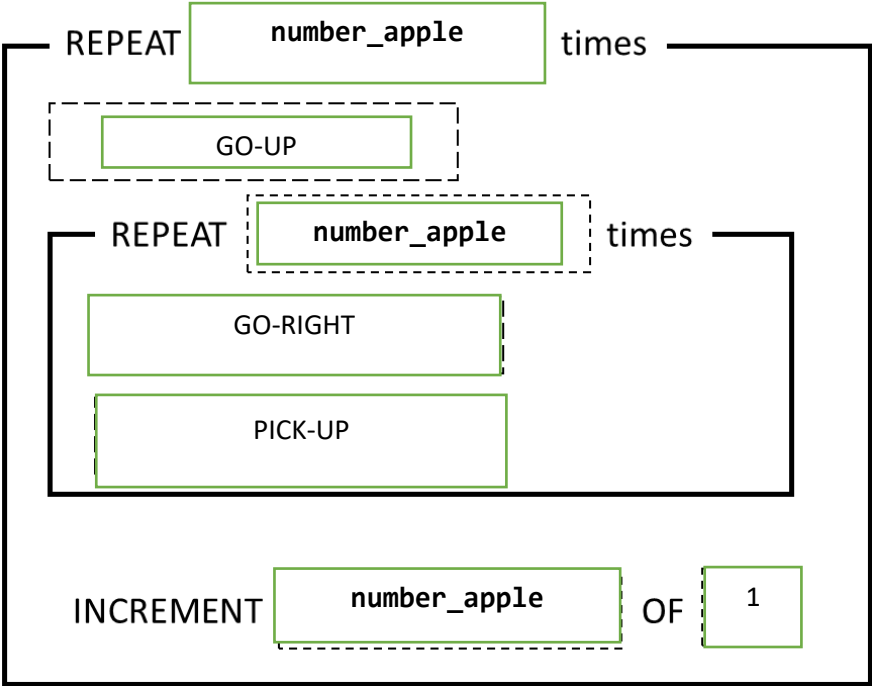 REPEAT number_apple times
GO-UP
REPEAT number_apple times
GO-RIGHT
PICK-UP
INCREMENT number_apple OF 1